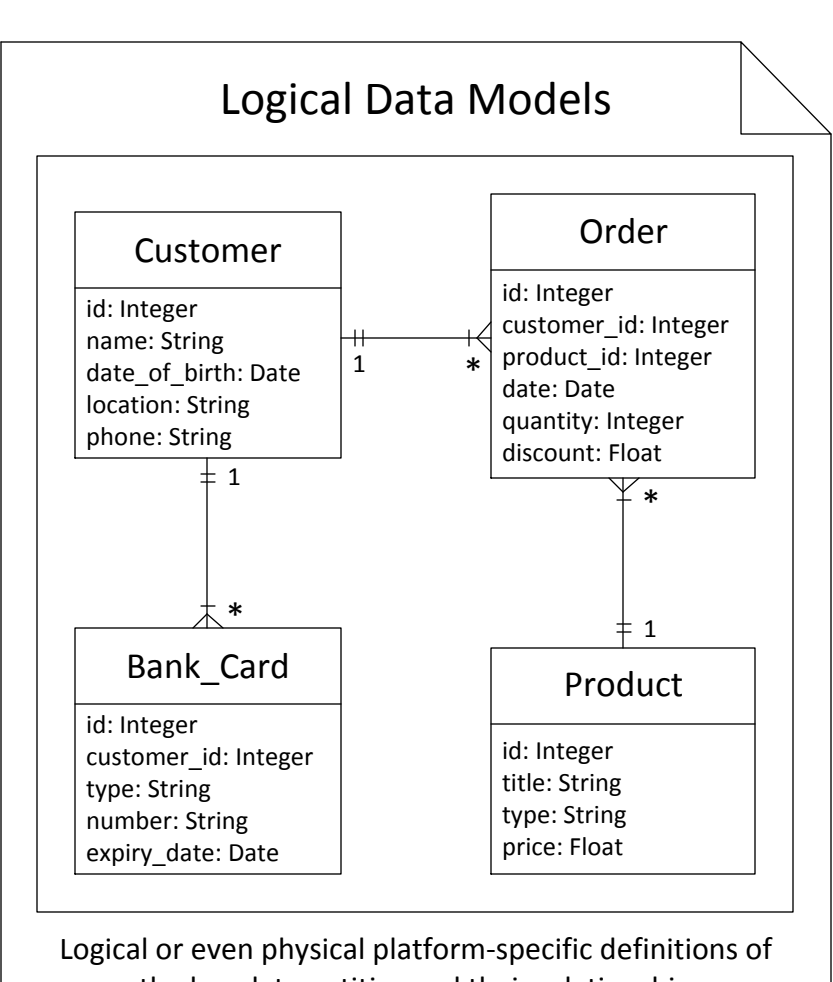 Logical Data Models
Customer
id: Integer
name: String
date_of_birth: Date
location: String
phone: String
Order
id: Integer
customer_id: Integer
product_id: Integer
date: Date
quantity: Integer
discount: Float
1
*
1
*
*
1
Bank_Card
id: Integer
customer_id: Integer
type: String
number: String
expiry_date: Date
Product
id: Integer
title: String
type: String
price: Float
Logical or even physical platform-specific definitions of